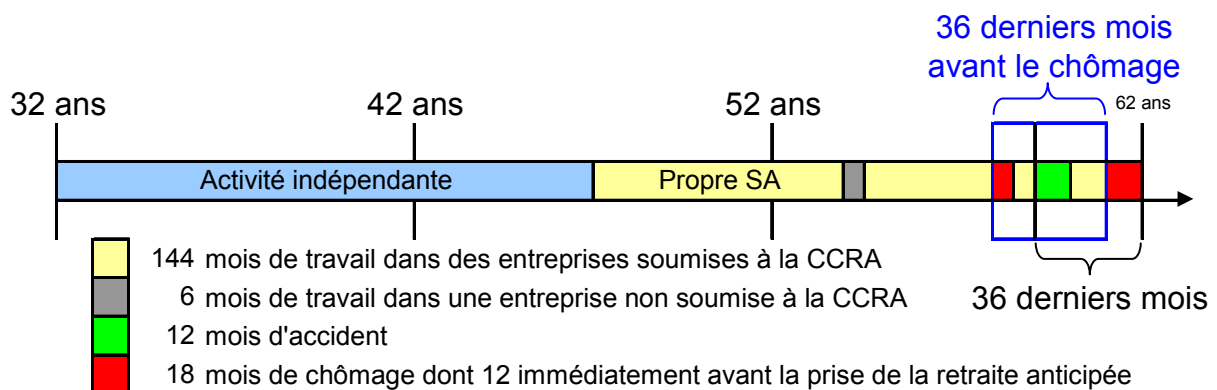 36 derniers mois
avant le chômage
32 ans
42 ans
52 ans
62 ans
Activité indépendante
Propre SA
144 mois de travail dans des entreprises soumises à la CCRA
6 mois de travail dans une entreprise non soumise à la CCRA
36 derniers mois
12 mois d'accident
18 mois de chômage dont 12 immédiatement avant la prise de la retraite anticipée